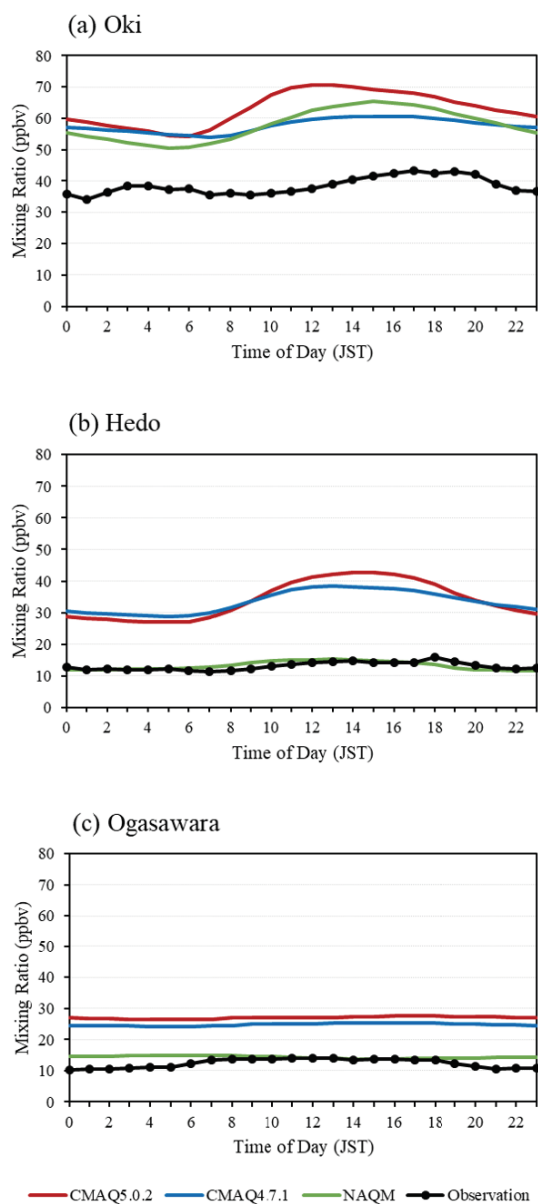 (a) Oki
80
70
60
50
40
30
20
10
0
Mixing Ratio (ppbv)
0 2 4 6 8 10 12 14 16 18 20 22
Time of Day (JST)
(b) Hedo
80
70
60
50
40
30
20
10
0
Mixing Ratio (ppbv)
0 2 4 6 8 10 12 14 16 18 20 22
Time of Day (JST)
(c) Ogasawara
80
70
60
50
40
30
20
10
0
Mixing Ratio (ppbv)
0 2 4 6 8 10 12 14 16 18 20 22
Time of Day (JST)
CMAQ5.0.2 CMAQ4.7.1 NAQM Observation